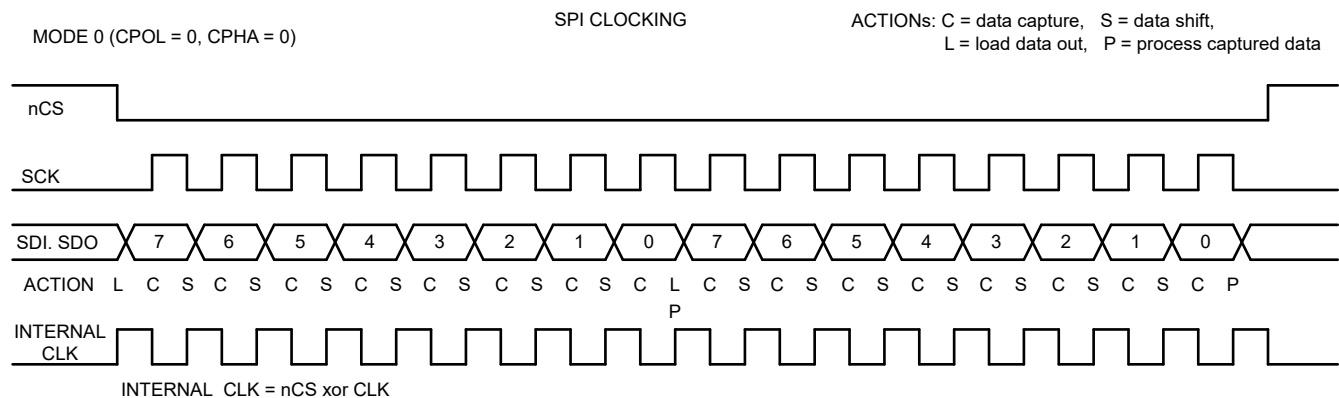 SPI CLOCKING
ACTIONs: C = data capture, S = data shift,
L = load data out, P = process captured data
MODE 0 (CPOL = 0, CPHA = 0)
nCS
SCK
SDI. SDO 7 6 5 4 3 2 1 0 7 6 5 4 3 2 1 0
ACTION L C S C S C S C S C S C S C S C L C S C S C S C S C S C S C S C P
P
INTERNAL
CLK
INTERNAL CLK = nCS xor CLK